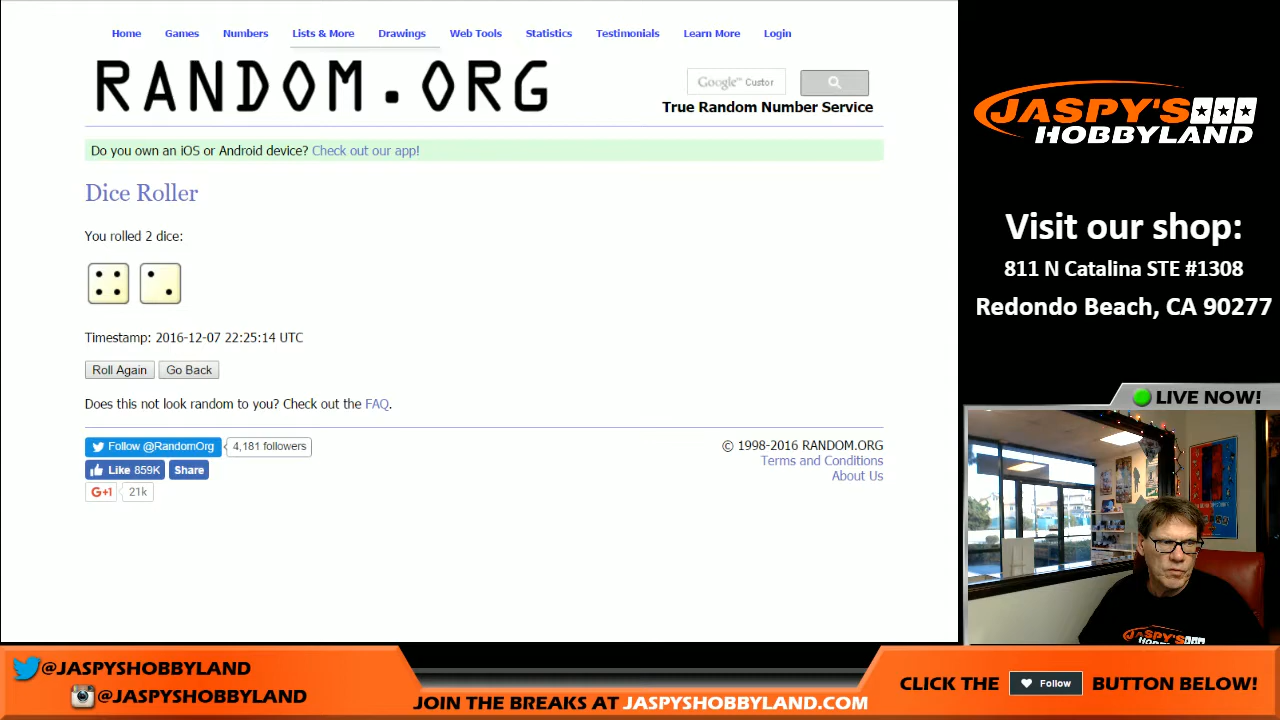 Home Games Numbers Lists & More Drawings Web Tools Statistics Testimonials Learn More Login
RANDOM.ORG
Google™ Custor
True Random Number Service
Do you own an iOS or Android device? Check out our app!
Dice Roller
You rolled 2 dice:
Timestamp: 2016-12-07 22:25:14 UTC
Roll Again Go Back
Does this not look random to you? Check out the FAQ.
Follow @RandomOrg 4,181 followers
Like 859K Share
G+1 21k
© 1998-2016 RANDOM.ORG
Terms and Conditions
About Us
JASPY'S
HOBBYLAND
Visit our shop:
811 N Catalina STE #1308
Redondo Beach, CA 90277
LIVE NOW!
JASPY'S
HOBBYLAND
@JASPYSHOBBYLAND
@JASPYSHOBBYLAND
JOIN THE BREAKS AT JASPYSHOBBYLAND.COM
CLICK THE Follow BUTTON BELOW!